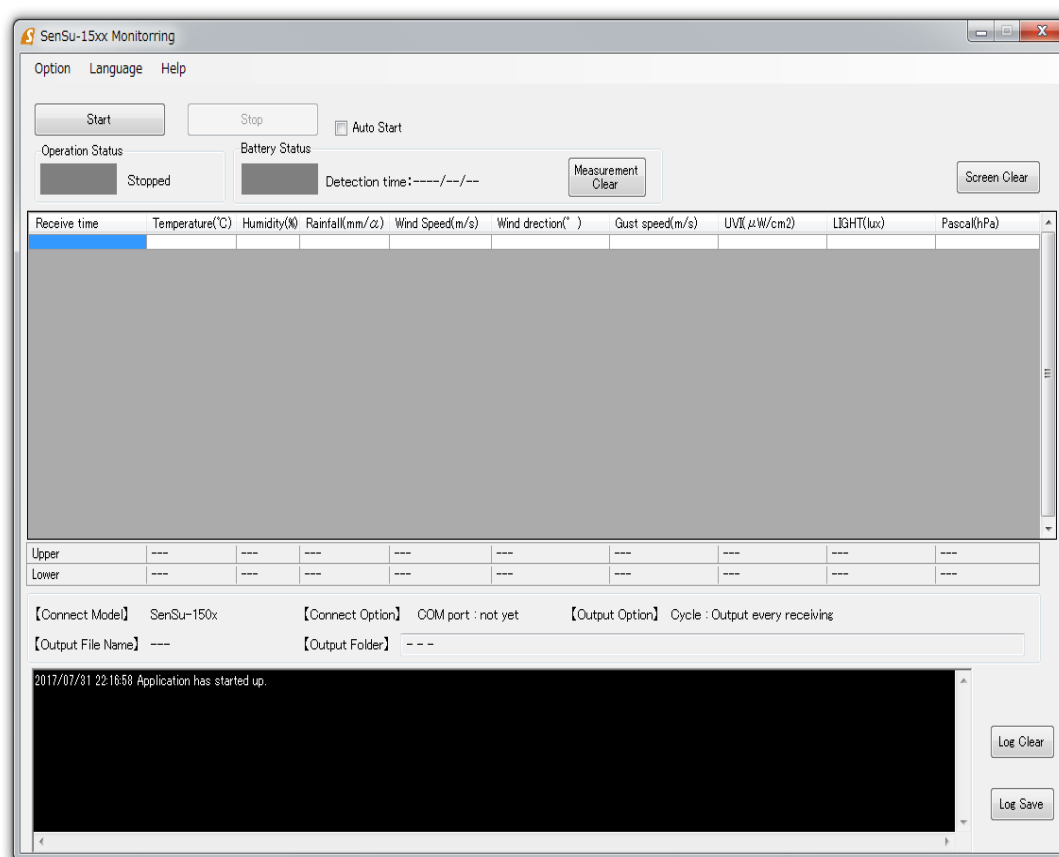 SenSu-15xx Monitorring
Option Language Help
Start Stop Auto Start
Operation Status Battery Status
Stopped Detection time:----/--/-- Measurement Clear Screen Clear
Receive time Temperature(℃) Humidity(%) Rainfall(mm/α) Wind Speed(m/s) Wind drection(°) Gust speed(m/s) UVI(μW/cm2) LIGHT(lux) Pascal(hPa)
Upper --- --- --- --- --- --- --- --- ---
Lower --- --- --- --- --- --- --- --- ---
【Connect Model】 SenSu-150x 【Connect Option】 COM port : not yet 【Output Option】 Cycle : Output every receiving
【Output File Name】 --- 【Output Folder】 - - -
2017/07/31 22:16:58 Application has started up.
Log Clear
Log Save